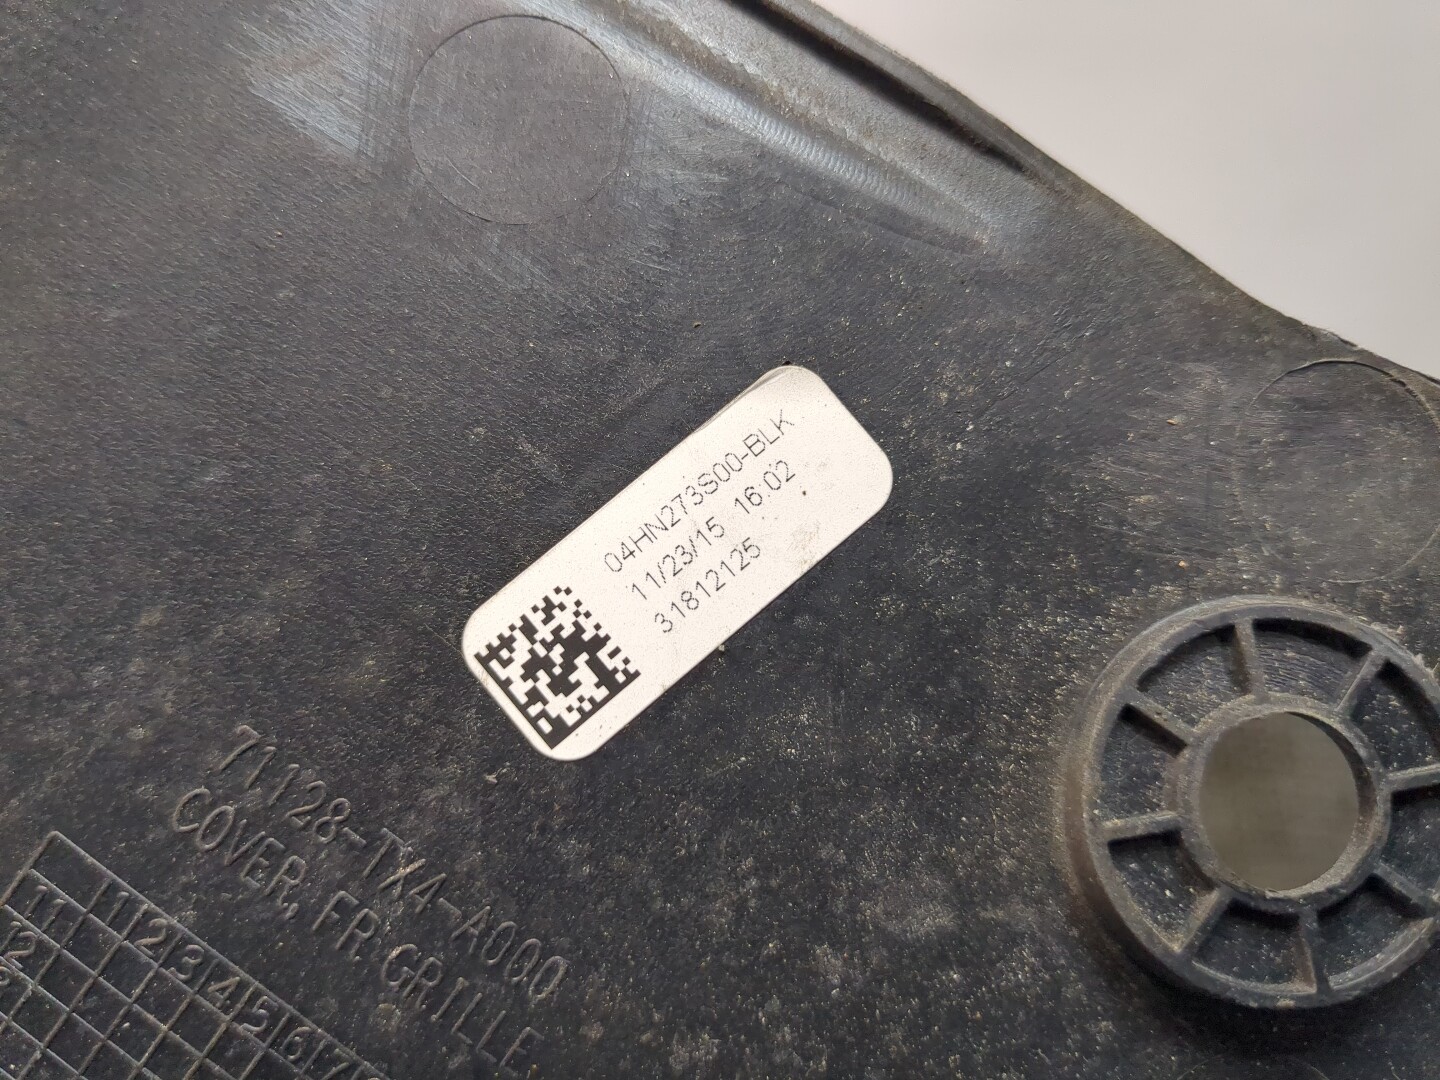 04HN273S00-BLK
11/23/15 16:02
31812125
71128-TX4-A000
COVER, FR.GRILLE
1 2 3 4 5 6 7
11
12